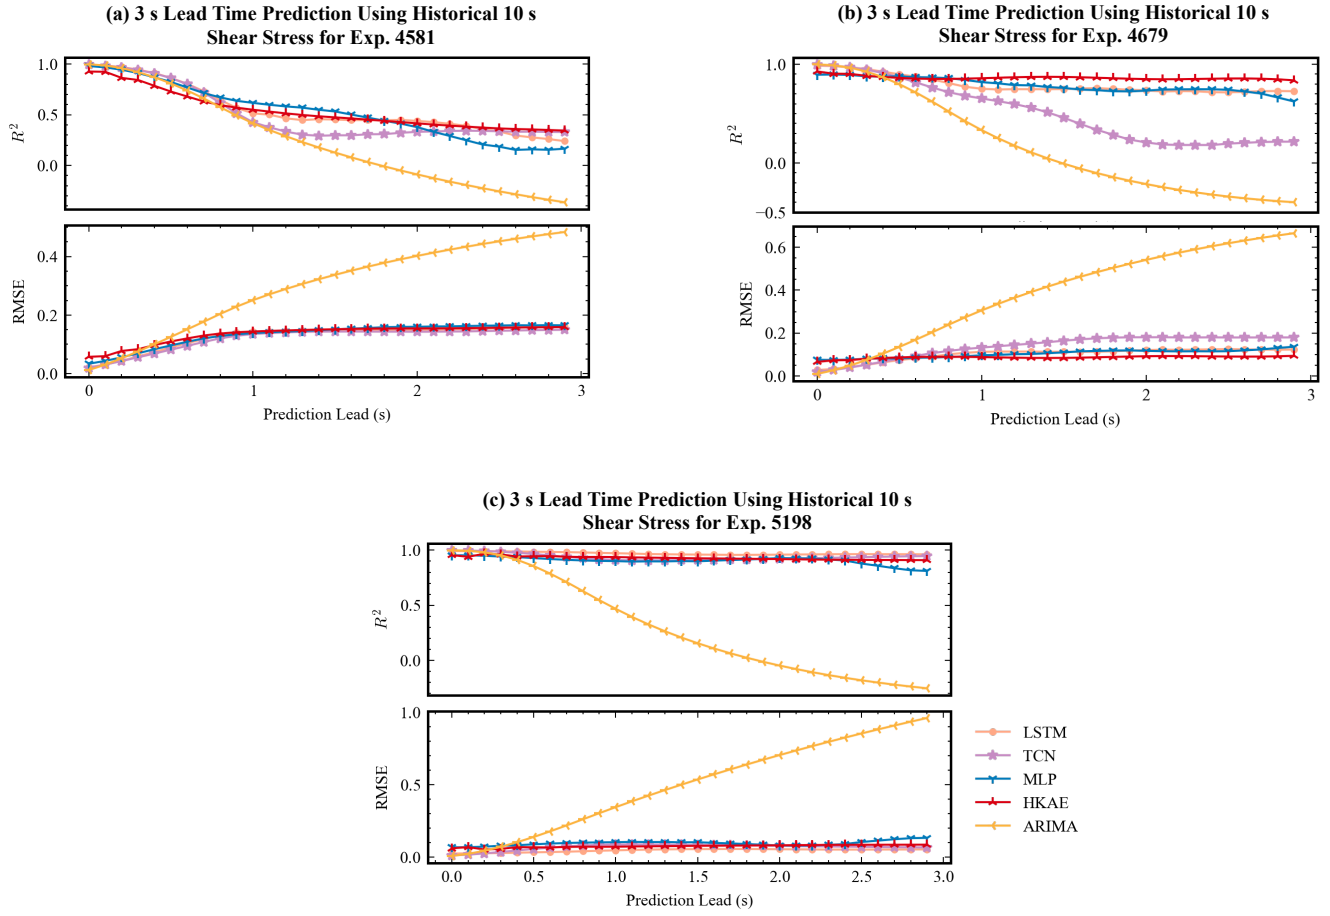 (a) 3 s Lead Time Prediction Using Historical 10 s
Shear Stress for Exp. 4581
1.0
0.5
0.0
R²
0.4
0.2
0.0
RMSE
0 1 2 3
Prediction Lead (s)
(b) 3 s Lead Time Prediction Using Historical 10 s
Shear Stress for Exp. 4679
1.0
0.5
0.0
−0.5
R²
0.6
0.4
0.2
0.0
RMSE
0 1 2 3
Prediction Lead (s)
(c) 3 s Lead Time Prediction Using Historical 10 s
Shear Stress for Exp. 5198
1.0
0.5
0.0
R²
1.0
0.5
0.0
RMSE
0.0 0.5 1.0 1.5 2.0 2.5 3.0
Prediction Lead (s)
LSTM
TCN
MLP
HKAE
ARIMA